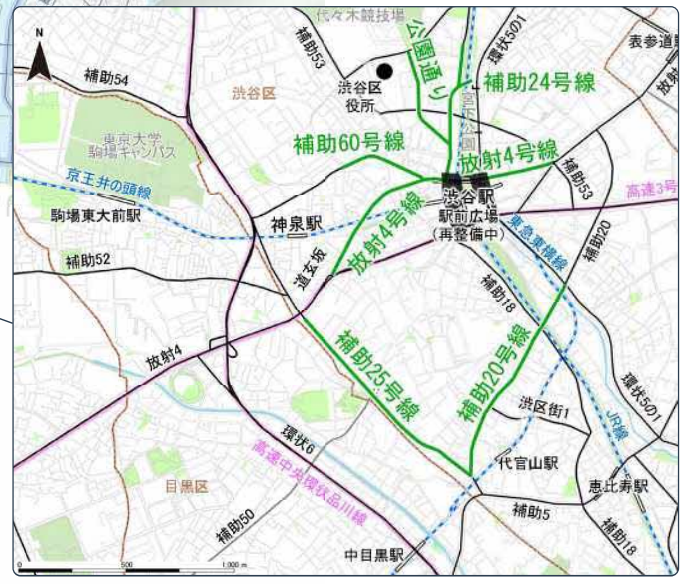 代々木競技場
N
補助53
公園通り
環状5の1
表参道
放射
補助54
渋谷区
渋谷区
役所
補助24号線
宮下公園
東京大学
駒場キャンパス
補助60号線
放射4号線
京王井の頭線
渋谷駅
駅前広場
(再整備中)
補助53
高速3号
駒場東大前駅
神泉駅
補助20
東急東横線
放射4号線
道玄坂
補助52
補助18
放射4
補助25号線
補助20号線
環状5の1
渋区街1
JR線
環状6
高速中央環状品川線
代官山駅
恵比寿駅
目黒区
補助50
補助5
補助18
中目黒駅
0 500 1,000 m